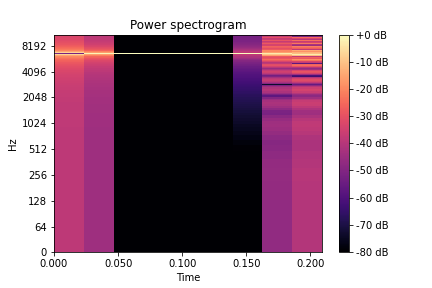 Power spectrogram
8192
4096
2048
1024
512
256
128
64
0
Hz
0.000 0.050 0.100 0.150 0.200
Time
+0 dB
-10 dB
-20 dB
-30 dB
-40 dB
-50 dB
-60 dB
-70 dB
-80 dB